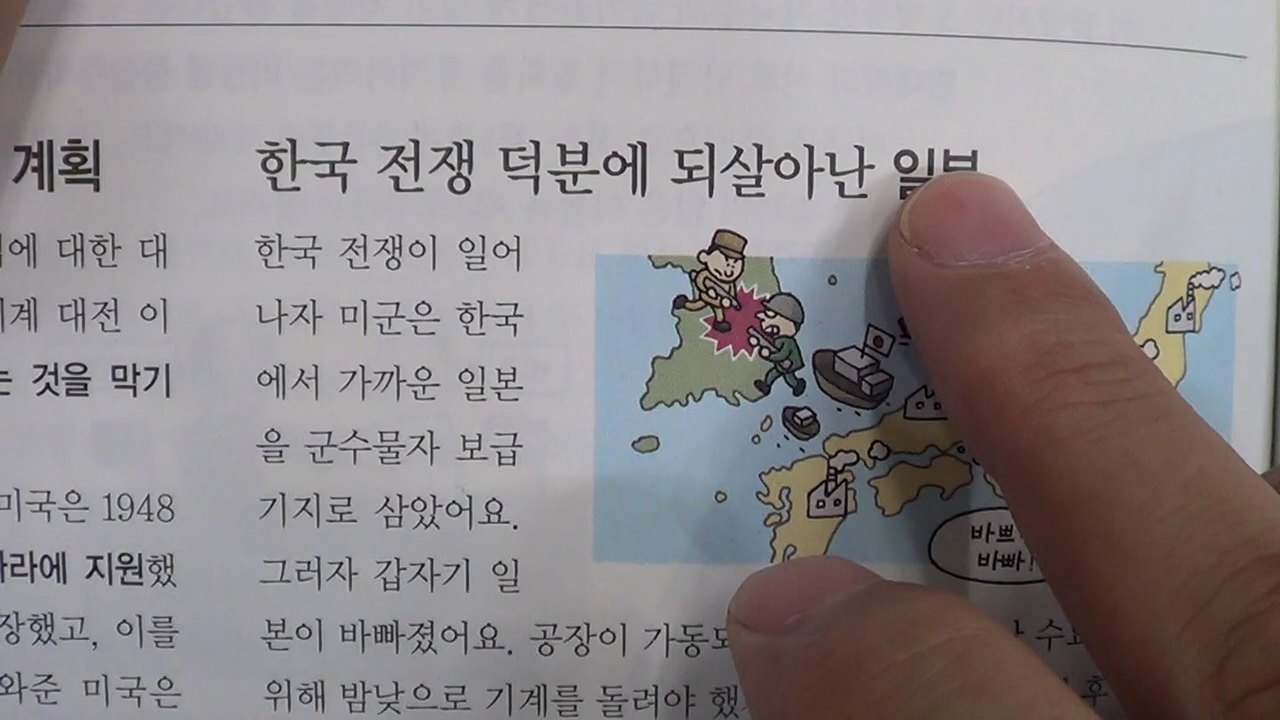 계획
에 대한 대
계 대전 이
는 것을 막기
미국은 1948
라에 지원했
장했고, 이를
와준 미국은
한국 전쟁 덕분에 되살아난
한국 전쟁이 일어
나자 미군은 한국
에서 가까운 일본
을 군수물자 보급
기지로 삼았어요.
그러자 갑자기 일
본이 바빠졌어요. 공장이 가동
위해 밤낮으로 기계를 돌려야
바빠!